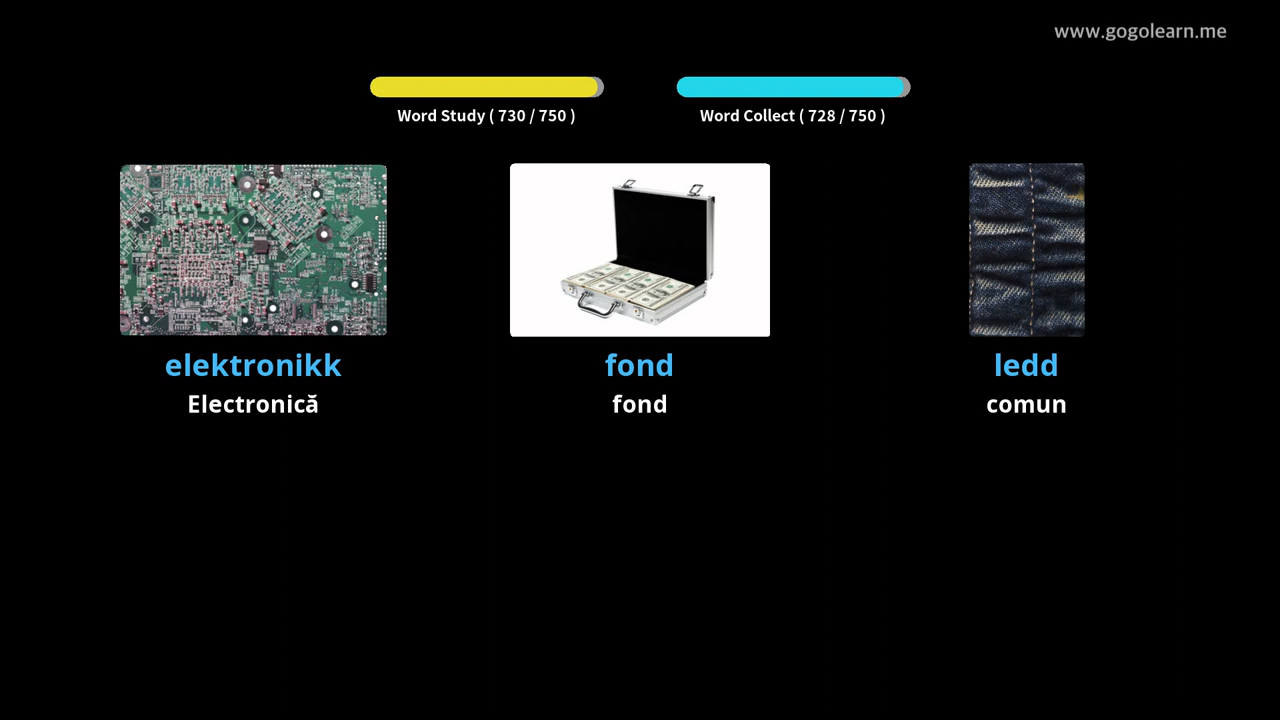 www.gogolearn.me
Word Study ( 730 / 750 )
Word Collect ( 728 / 750 )
elektronikk
Electronică
fond
fond
ledd
comun